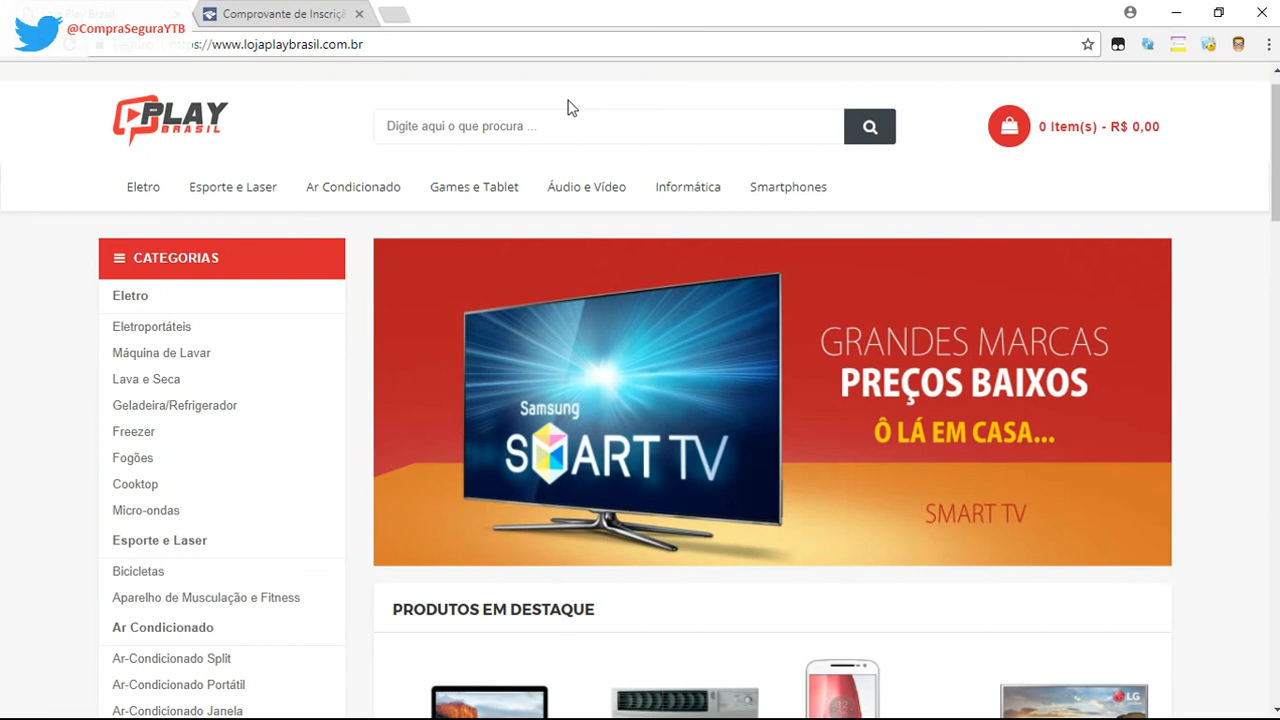 Comprovante de Inscriçã
@CompraSeguraYTB
https://www.lojaplaybrasil.com.br
PLAY
BRASIL
Digite aqui o que procura ...
0 Item(s) - R$ 0,00
Eletro
Esporte e Laser
Ar Condicionado
Games e Tablet
Áudio e Vídeo
Informática
Smartphones
CATEGORIAS
Eletro
Eletroportáteis
Máquina de Lavar
Lava e Seca
Geladeira/Refrigerador
Freezer
Fogões
Cooktop
Micro-ondas
Esporte e Laser
Bicicletas
Aparelho de Musculação e Fitness
Ar Condicionado
Ar-Condicionado Split
Ar-Condicionado Portátil
Ar-Condicionado Janela
Samsung
SMART TV
GRANDES MARCAS
PREÇOS BAIXOS
Ô LÁ EM CASA...
SMART TV
PRODUTOS EM DESTAQUE
LG